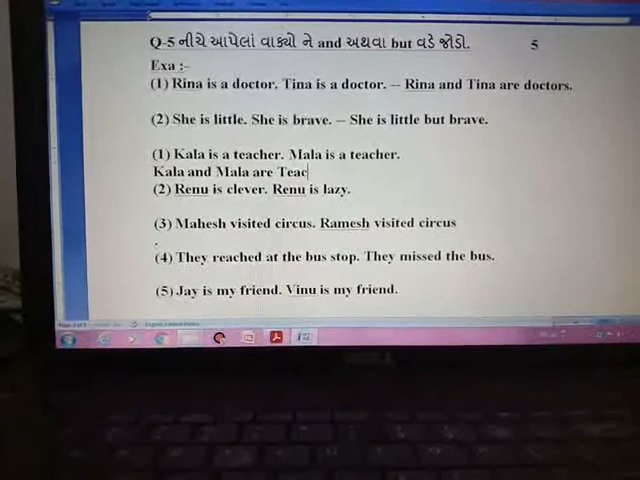 Q-5 નીચે આપેલાં વાક્યો ને and અથવા but વડે જોડો. 5
Exa :-
(1) Rina is a doctor. Tina is a doctor. – Rina and Tina are doctors.
(2) She is little. She is brave. – She is little but brave.
(1) Kala is a teacher. Mala is a teacher.
Kala and Mala are Teac
(2) Renu is clever. Renu is lazy.
(3) Mahesh visited circus. Ramesh visited circus
.
(4) They reached at the bus stop. They missed the bus.
(5) Jay is my friend. Vinu is my friend.